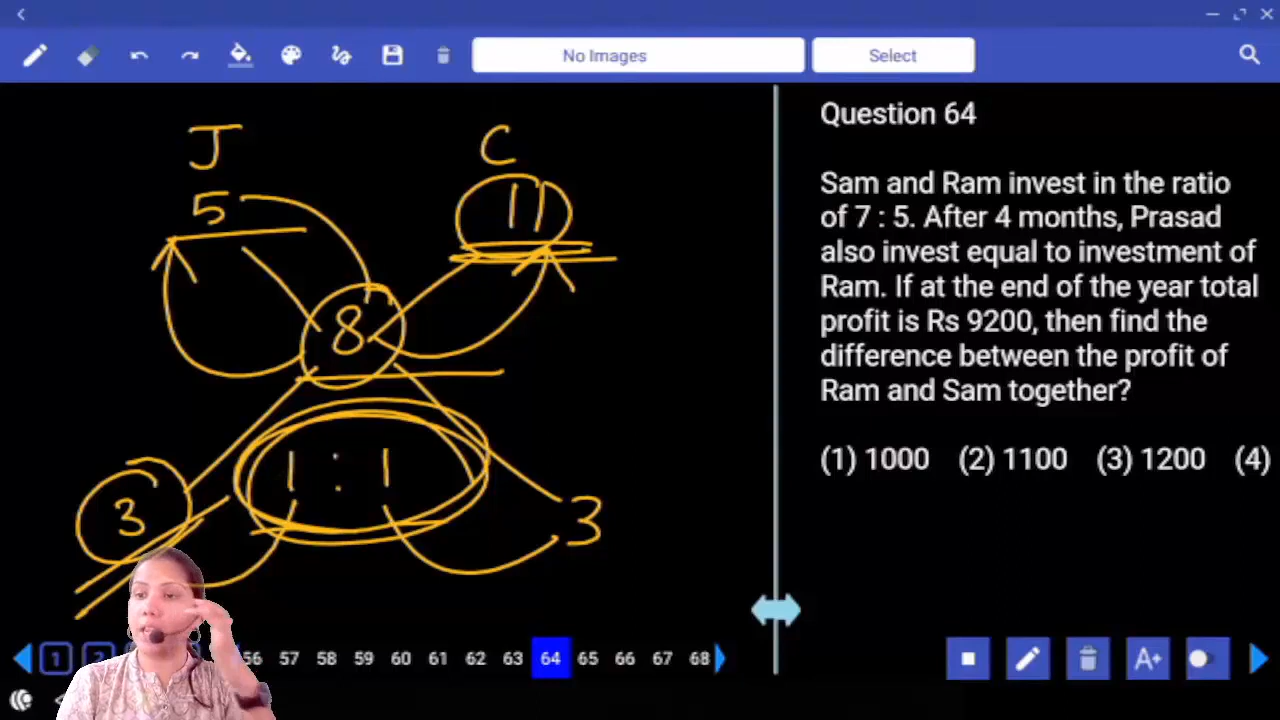 No Images
Select
J
C
5
11
8
1 : 1
3
3
Question 64
Sam and Ram invest in the ratio
of 7 : 5. After 4 months, Prasad
also invest equal to investment of
Ram. If at the end of the year total
profit is Rs 9200, then find the
difference between the profit of
Ram and Sam together?
(1) 1000 (2) 1100 (3) 1200 (4)
1 2 56 57 58 59 60 61 62 63 64 65 66 67 68
A+